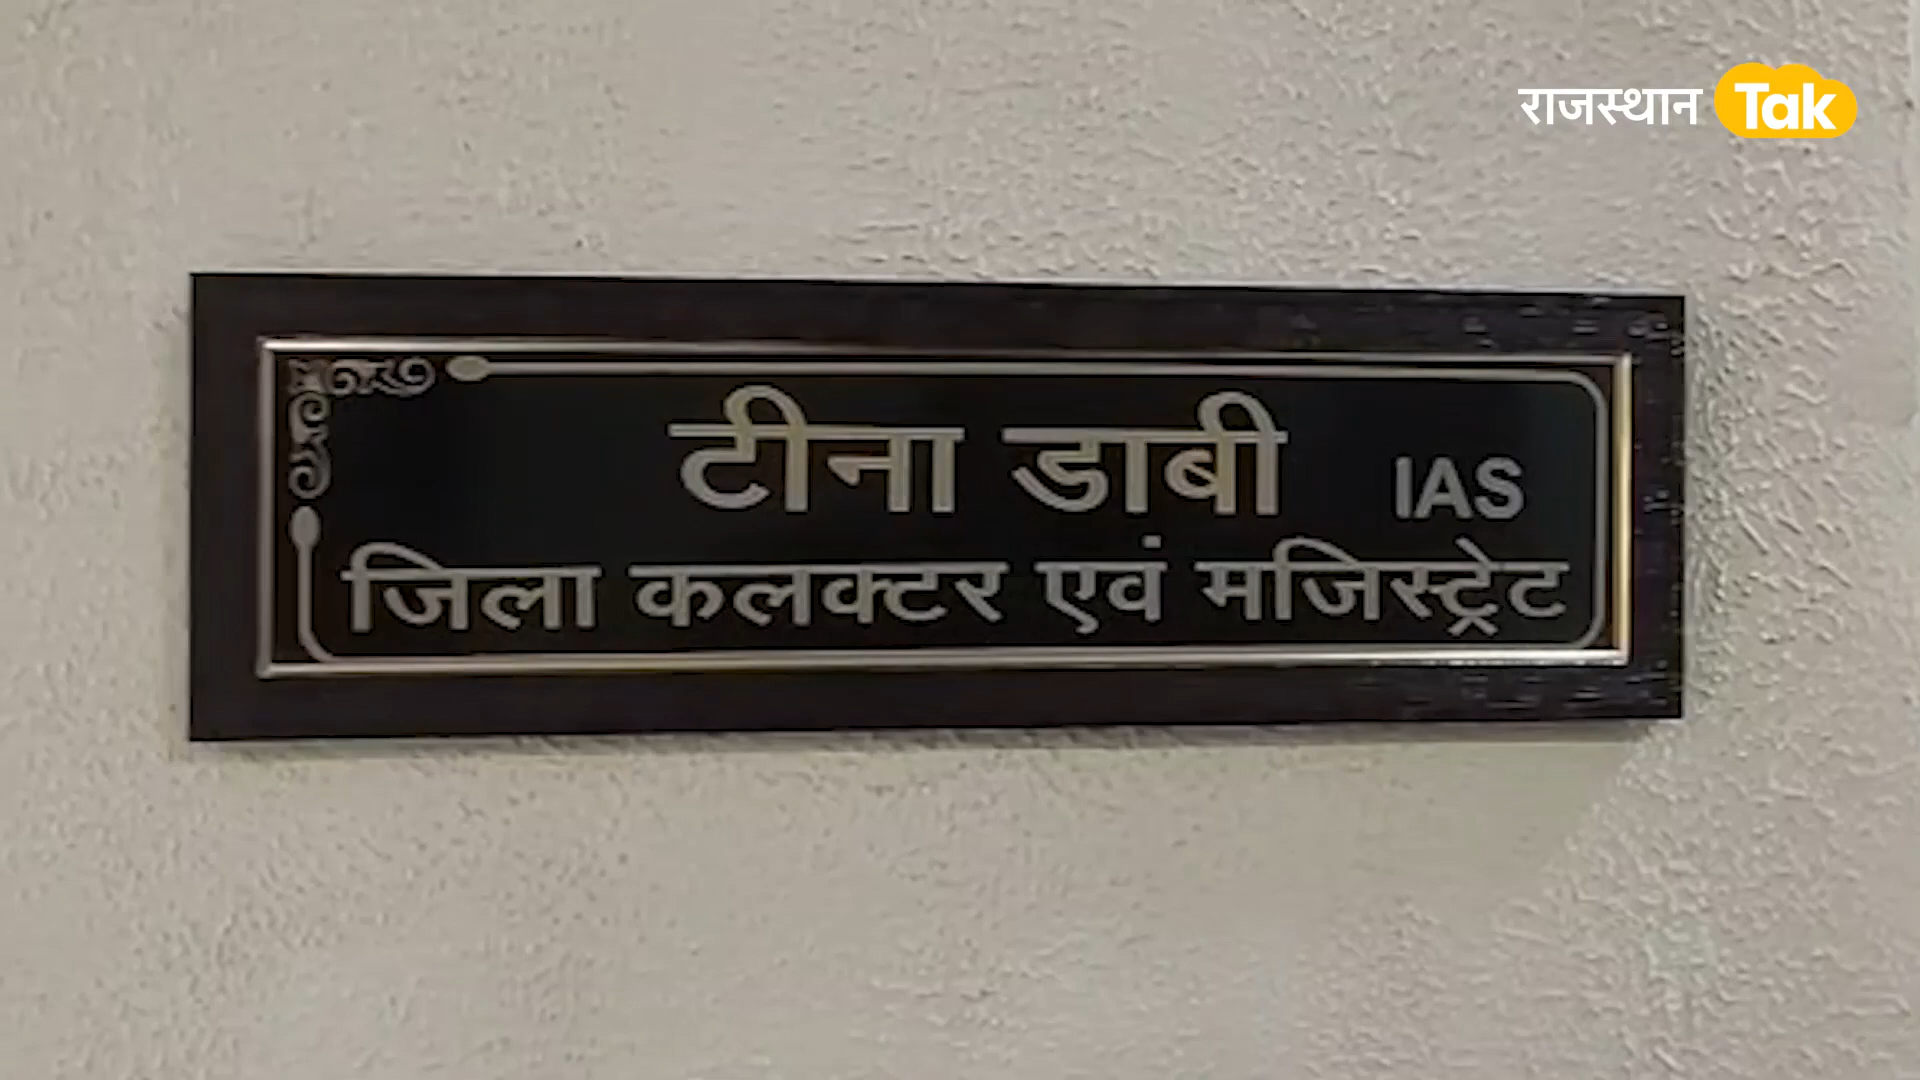 राजस्थान Tak
टीना डाबी IAS
जिला कलक्टर एवं मजिस्ट्रेट